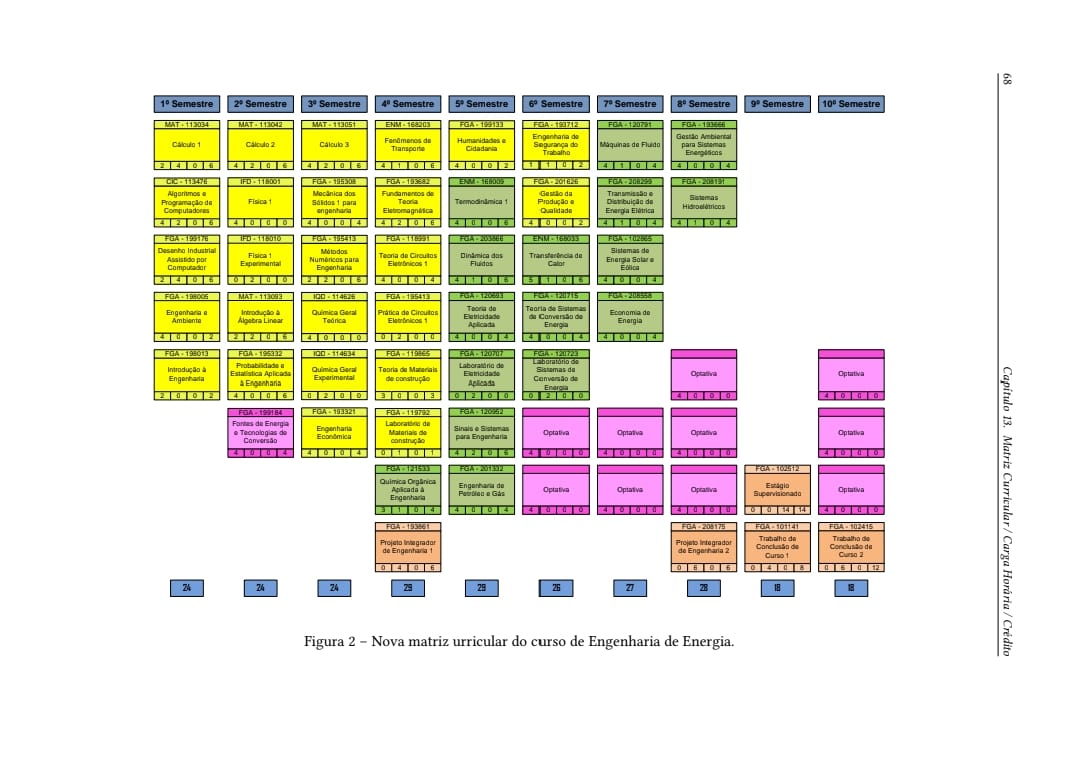 68
Capítulo 13. Matriz Curricular / Carga Horária / Crédito
1º Semestre
MAT - 113034
Cálculo 1
2 4 0 6
CIC - 113476
Algoritmos e
Programação de
Computadores
4 2 0 6
FGA - 199176
Desenho Industrial
Assistido por
Computador
2 4 0 6
FGA - 198005
Engenharia e
Ambiente
4 0 0 2
FGA - 198013
Introdução à
Engenharia
2 0 0 2
24
2º Semestre
MAT - 113042
Cálculo 2
4 2 0 6
IFD - 118001
Física 1
4 0 0 0
IFD - 118010
Física 1
Experimental
0 2 0 0
MAT - 113093
Introdução à
Álgebra Linear
2 2 0 6
FGA - 195332
Probabilidade e
Estatística Aplicada
à Engenharia
4 0 0 6
FGA - 199184
Fontes de Energia
e Tecnologias de
Conversão
4 0 0 4
24
3º Semestre
MAT - 113051
Cálculo 3
4 2 0 6
FGA - 195308
Mecânica dos
Sólidos 1 para
engenharia
4 0 0 4
FGA - 195413
Métodos
Numéricos para
Engenharia
2 2 0 6
IQD - 114626
Química Geral
Teórica
4 0 0 0
IQD - 114634
Química Geral
Experimental
0 2 0 0
FGA - 193321
Engenharia
Econômica
4 0 0 4
24
4º Semestre
ENM - 168203
Fenômenos de
Transporte
4 1 0 6
FGA - 193682
Fundamentos de
Teoria
Eletromagnética
4 2 0 6
FGA - 118991
Teoria de Circuitos
Eletrônicos 1
4 0 0 4
FGA - 195413
Prática de Circuitos
Eletrônicos 1
0 2 0 0
FGA - 119865
Teoria de Materiais
de construção
3 0 0 3
FGA - 119792
Laboratório de
Materiais de
construção
0 1 0 1
FGA - 121533
Química Orgânica
Aplicada à
Engenharia
3 1 0 4
FGA - 193861
Projeto Integrador
de Engenharia 1
0 4 0 6
29
5º Semestre
FGA - 199133
Humanidades e
Cidadania
4 0 0 2
ENM - 168009
Termodinâmica 1
4 0 0 6
FGA - 203866
Dinâmica dos
Fluidos
4 1 0 6
FGA - 120693
Teoria de
Eletricidade
Aplicada
4 0 0 4
FGA - 120707
Laboratório de
Eletricidade
Aplicada
0 2 0 0
FGA - 120952
Sinais e Sistemas
para Engenharia
4 2 0 6
FGA - 201332
Engenharia de
Petróleo e Gás
4 0 0 4
29
6º Semestre
FGA - 193712
Engenharia de
Segurança do
Trabalho
1 1 0 2
FGA - 201626
Gestão da
Produção e
Qualidade
4 0 0 2
ENM - 168033
Transferência de
Calor
5 1 0 6
FGA - 120715
Teoria de Sistemas
de Conversão de
Energia
4 0 0 4
FGA - 120723
Laboratório de
Sistemas de
Conversão de
Energia
0 2 0 0
Optativa
4 0 0 0
Optativa
4 0 0 0
26
7º Semestre
FGA - 120791
Máquinas de Fluido
4 1 0 4
FGA - 208299
Transmissão e
Distribuição de
Energia Elétrica
4 1 0 4
FGA - 102865
Sistemas de
Energia Solar e
Eólica
4 0 0 4
FGA - 208558
Economia de
Energia
4 0 0 4
Optativa
4 0 0 0
Optativa
4 0 0 0
27
8º Semestre
FGA - 193666
Gestão Ambiental
para Sistemas
Energéticos
4 0 0 4
FGA - 208191
Sistemas
Hidroelétricos
4 1 0 4
Optativa
4 0 0 0
Optativa
4 0 0 0
Optativa
4 0 0 0
FGA - 208175
Projeto Integrador
de Engenharia 2
0 6 0 6
28
9º Semestre
FGA - 102512
Estágio
Supervisionado
0 0 14 14
FGA - 101141
Trabalho de
Conclusão de
Curso 1
0 4 0 8
18
10º Semestre
Optativa
4 0 0 0
Optativa
4 0 0 0
Optativa
4 0 0 0
FGA - 102415
Trabalho de
Conclusão de
Curso 2
0 6 0 12
18
Figura 2 – Nova matriz urricular do curso de Engenharia de Energia.